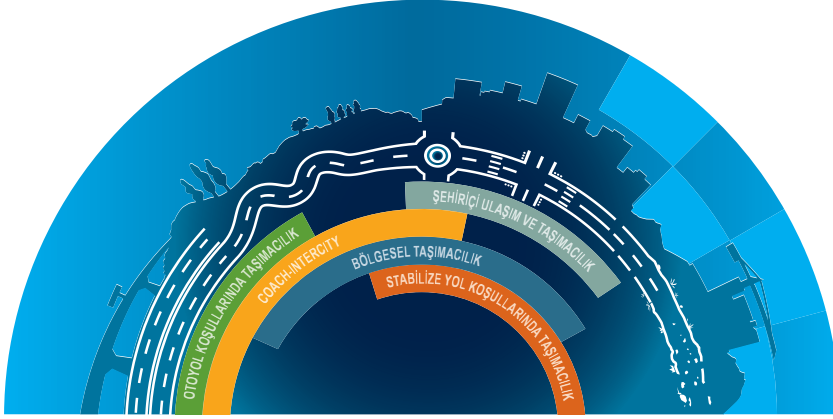 OTOYOL KOŞULLARINDA TAŞIMACILIK
COACH-INTERCITY
BÖLGESEL TAŞIMACILIK
ŞEHİRİÇİ ULAŞIM VE TAŞIMACILIK
STABİLİZE YOL KOŞULLARINDA TAŞIMACILIK